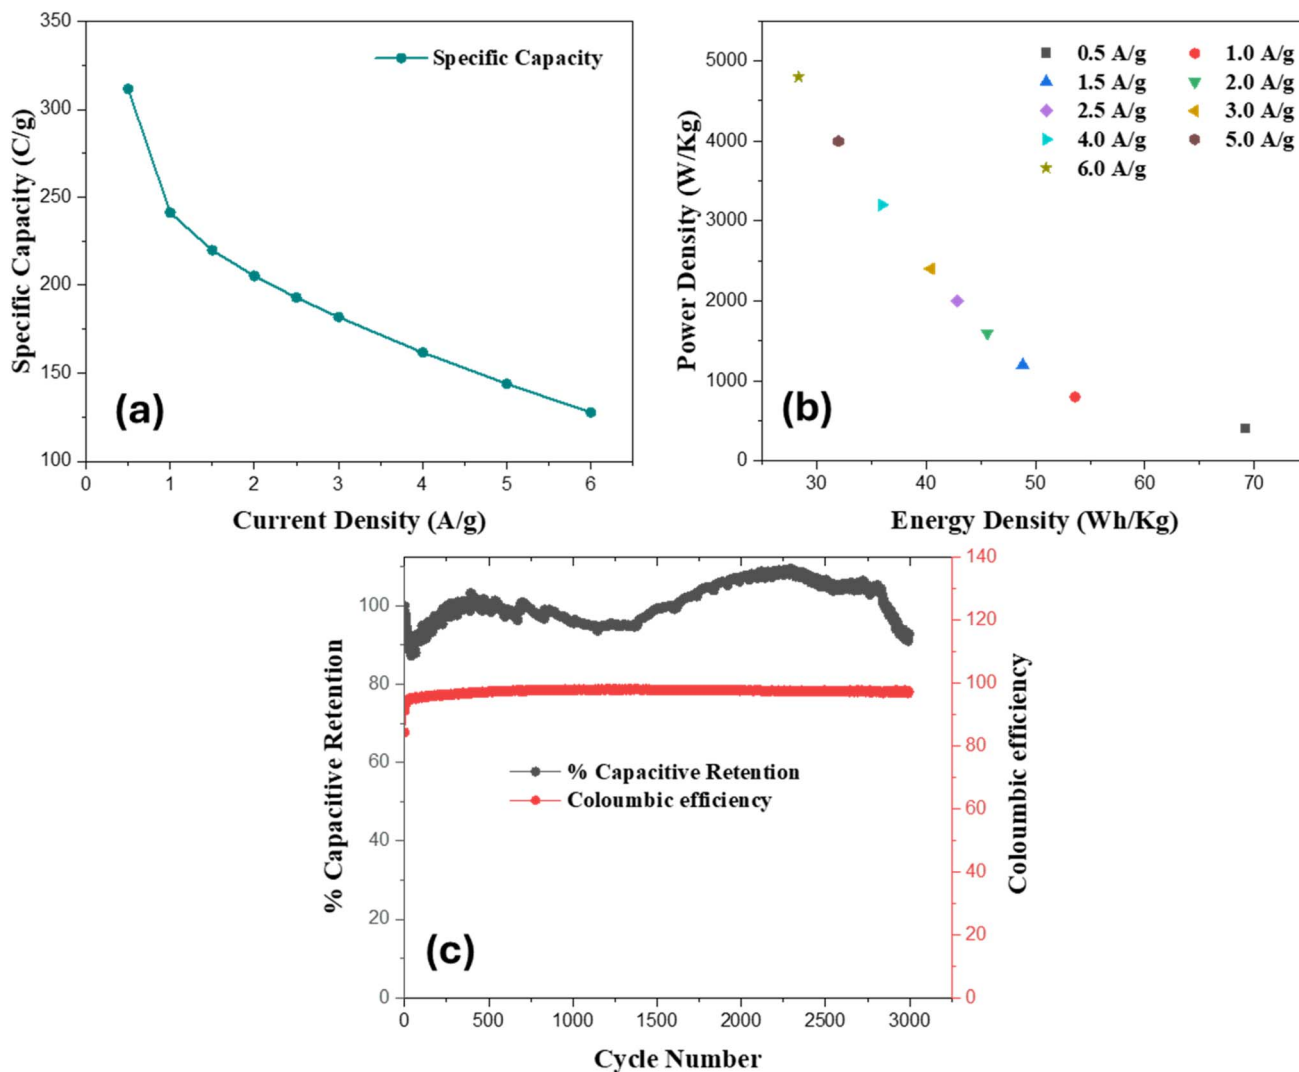 350
300
250
200
150
100
Specific Capacity (C/g)
Specific Capacity
(a)
0 1 2 3 4 5 6
Current Density (A/g)
5000
4000
3000
2000
1000
0
Power Density (W/Kg)
0.5 A/g 1.0 A/g
1.5 A/g 2.0 A/g
2.5 A/g 3.0 A/g
4.0 A/g 5.0 A/g
6.0 A/g
(b)
30 40 50 60 70
Energy Density (Wh/Kg)
100
80
60
40
20
0
% Capacitive Retention
% Capacitive Retention
Coloumbic efficiency
(c)
140
120
100
80
60
40
20
0
Coloumbic efficiency
0 500 1000 1500 2000 2500 3000
Cycle Number